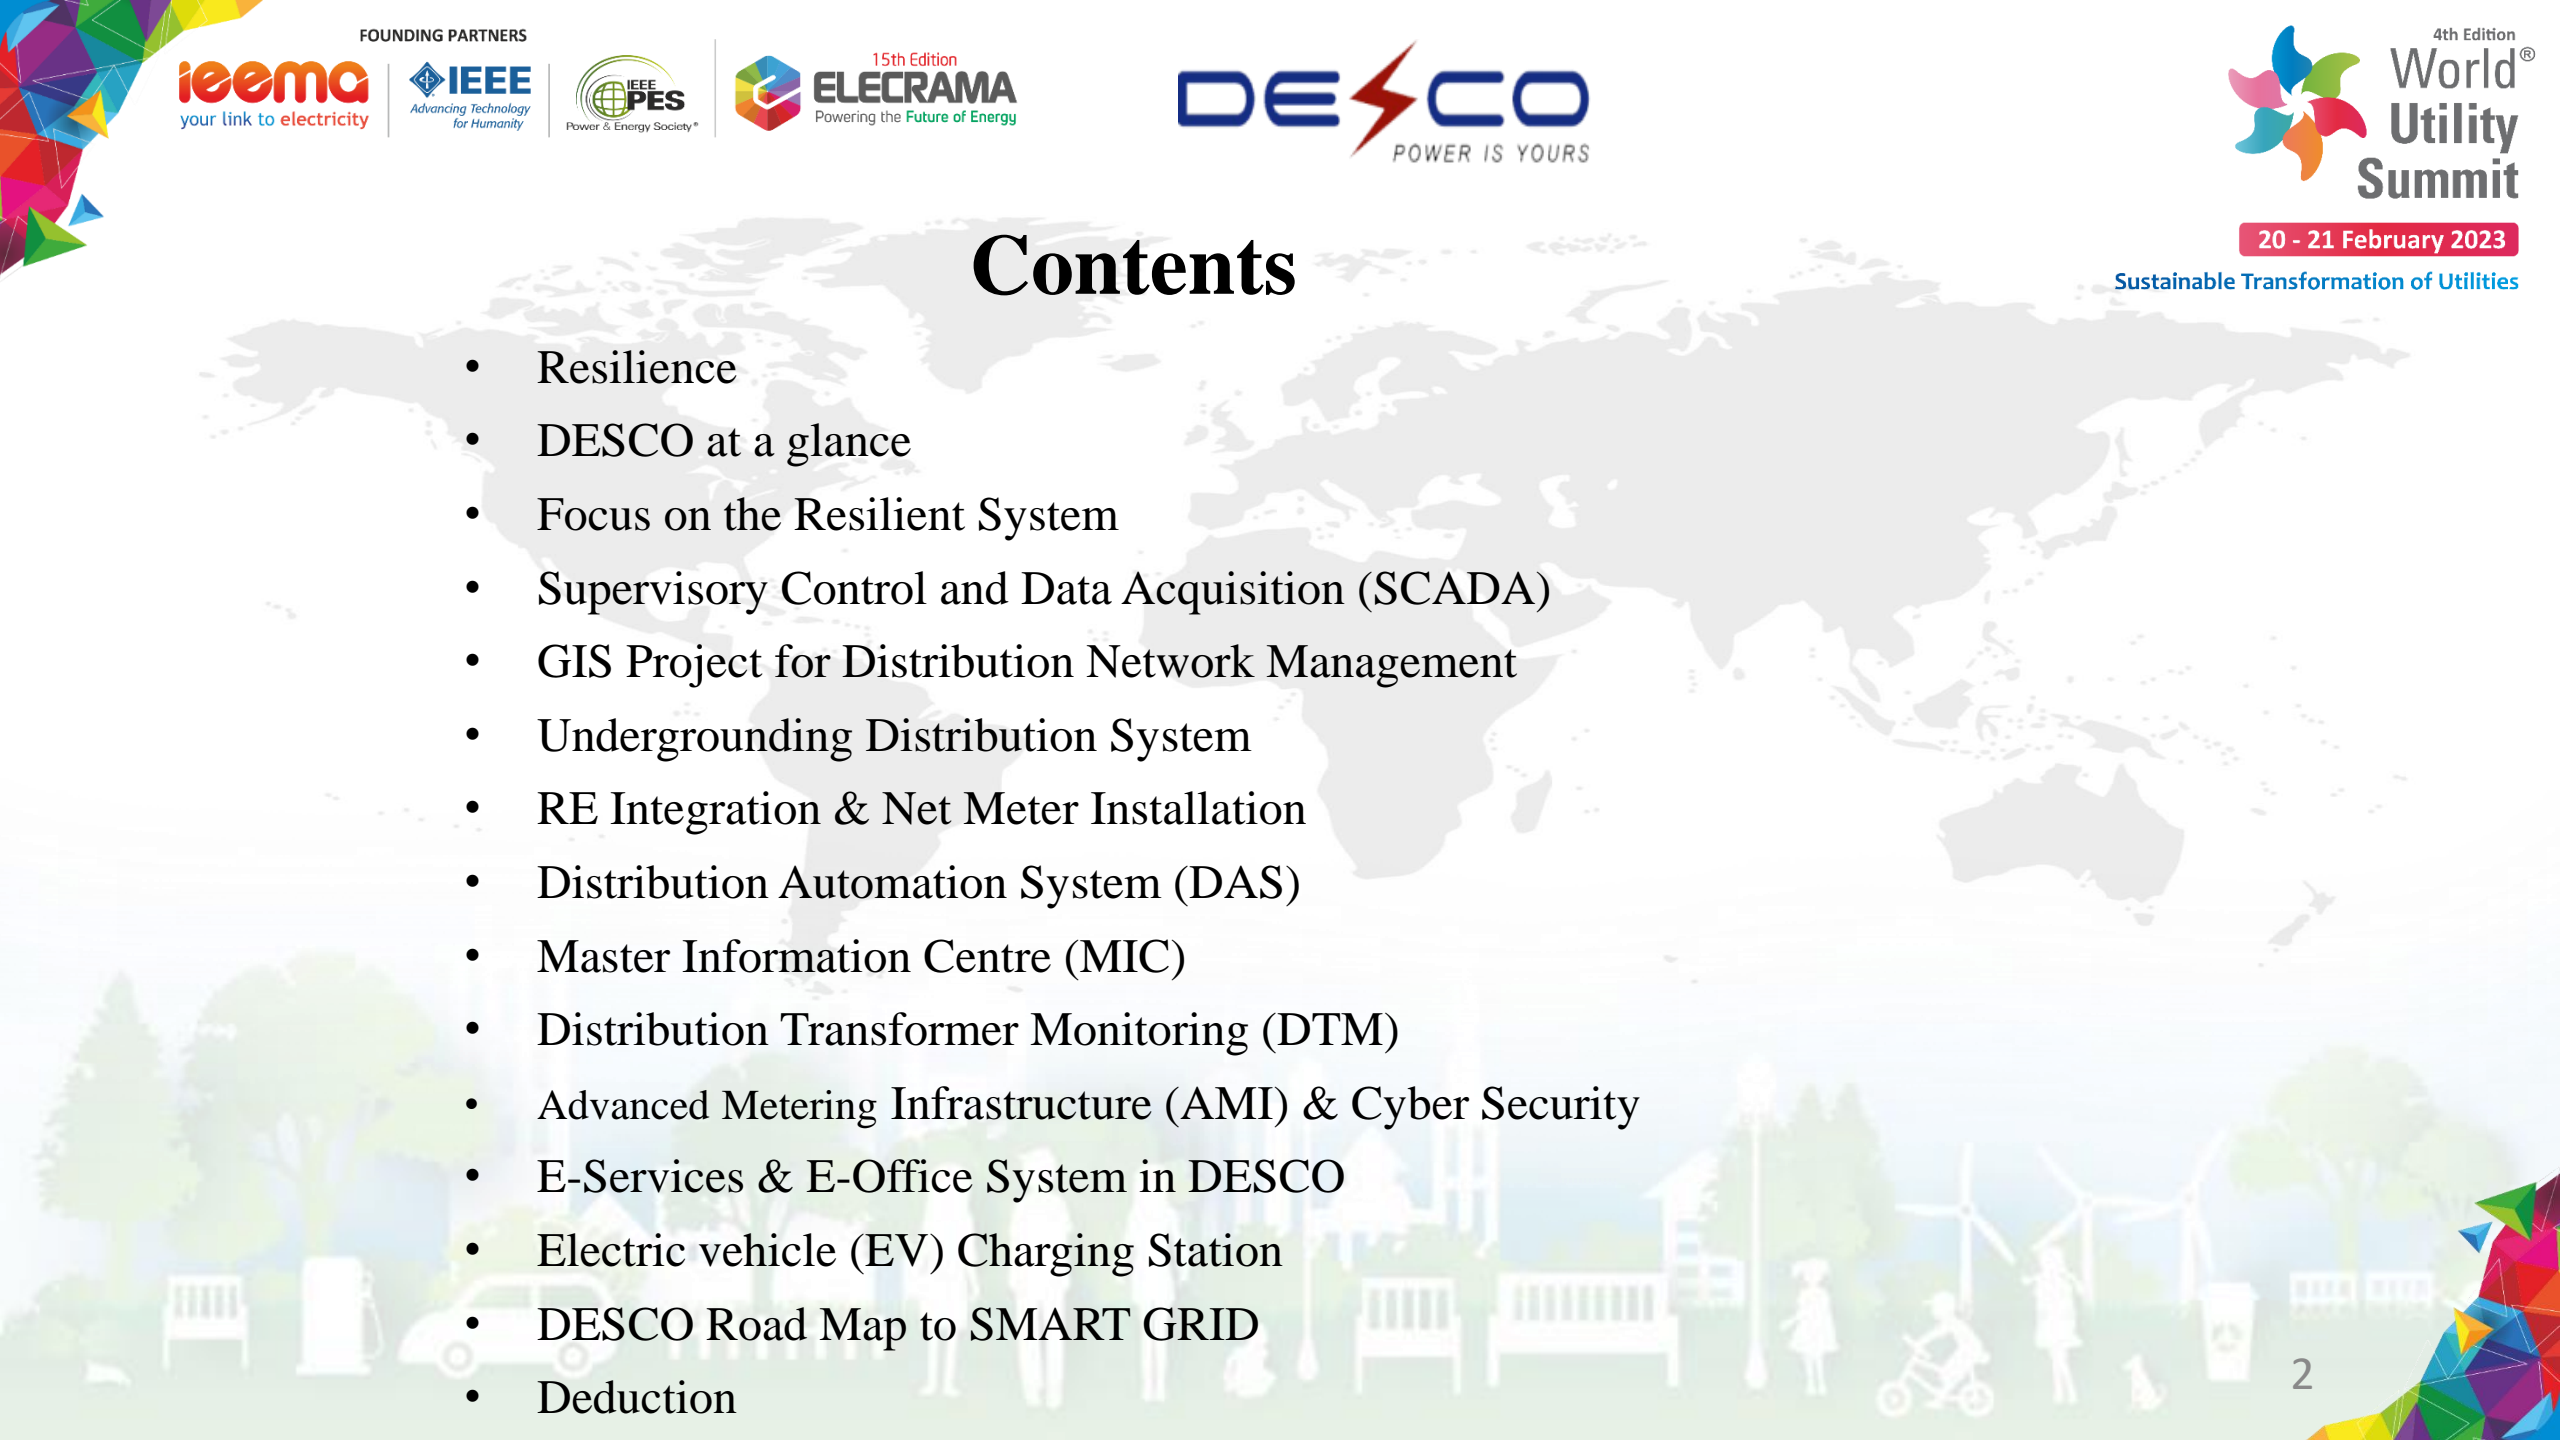 FOUNDING PARTNERS
ieema
your link to electricity
IEEE
Advancing Technology
for Humanity
IEEE
PES
Power & Energy Society®
15th Edition
ELECRAMA
Powering the Future of Energy
DESCO
POWER IS YOURS
4th Edition
World®
Utility
Summit
20 - 21 February 2023
Sustainable Transformation of Utilities
Contents
• Resilience
• DESCO at a glance
• Focus on the Resilient System
• Supervisory Control and Data Acquisition (SCADA)
• GIS Project for Distribution Network Management
• Undergrounding Distribution System
• RE Integration & Net Meter Installation
• Distribution Automation System (DAS)
• Master Information Centre (MIC)
• Distribution Transformer Monitoring (DTM)
• Advanced Metering Infrastructure (AMI) & Cyber Security
• E-Services & E-Office System in DESCO
• Electric vehicle (EV) Charging Station
• DESCO Road Map to SMART GRID
• Deduction
2